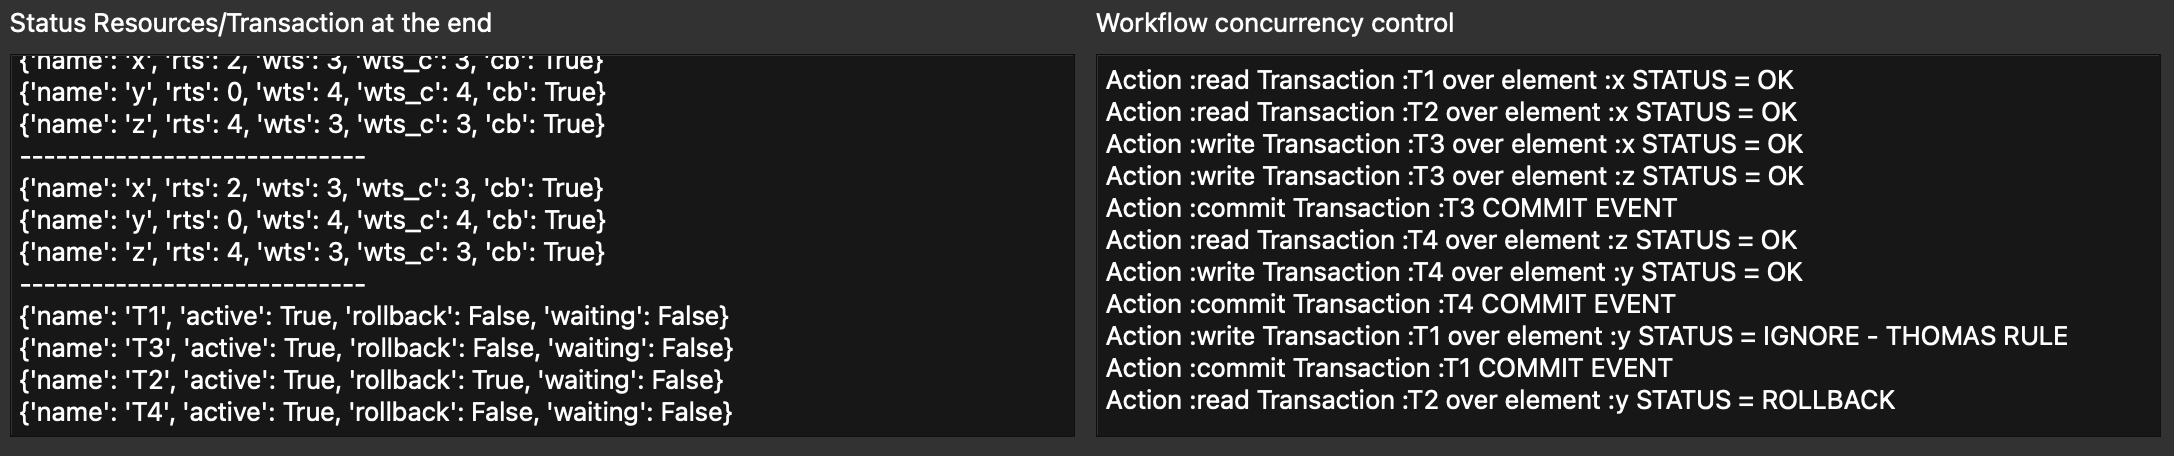 Status Resources/Transaction at the end
{'name': 'x', 'rts': 2, 'wts': 3, 'wts_c': 3, 'cb': True}
{'name': 'y', 'rts': 0, 'wts': 4, 'wts_c': 4, 'cb': True}
{'name': 'z', 'rts': 4, 'wts': 3, 'wts_c': 3, 'cb': True}
-----------------------------
{'name': 'x', 'rts': 2, 'wts': 3, 'wts_c': 3, 'cb': True}
{'name': 'y', 'rts': 0, 'wts': 4, 'wts_c': 4, 'cb': True}
{'name': 'z', 'rts': 4, 'wts': 3, 'wts_c': 3, 'cb': True}
-----------------------------
{'name': 'T1', 'active': True, 'rollback': False, 'waiting': False}
{'name': 'T3', 'active': True, 'rollback': False, 'waiting': False}
{'name': 'T2', 'active': True, 'rollback': True, 'waiting': False}
{'name': 'T4', 'active': True, 'rollback': False, 'waiting': False}
Workflow concurrency control
Action :read Transaction :T1 over element :x STATUS = OK
Action :read Transaction :T2 over element :x STATUS = OK
Action :write Transaction :T3 over element :x STATUS = OK
Action :write Transaction :T3 over element :z STATUS = OK
Action :commit Transaction :T3 COMMIT EVENT
Action :read Transaction :T4 over element :z STATUS = OK
Action :write Transaction :T4 over element :y STATUS = OK
Action :commit Transaction :T4 COMMIT EVENT
Action :write Transaction :T1 over element :y STATUS = IGNORE - THOMAS RULE
Action :commit Transaction :T1 COMMIT EVENT
Action :read Transaction :T2 over element :y STATUS = ROLLBACK